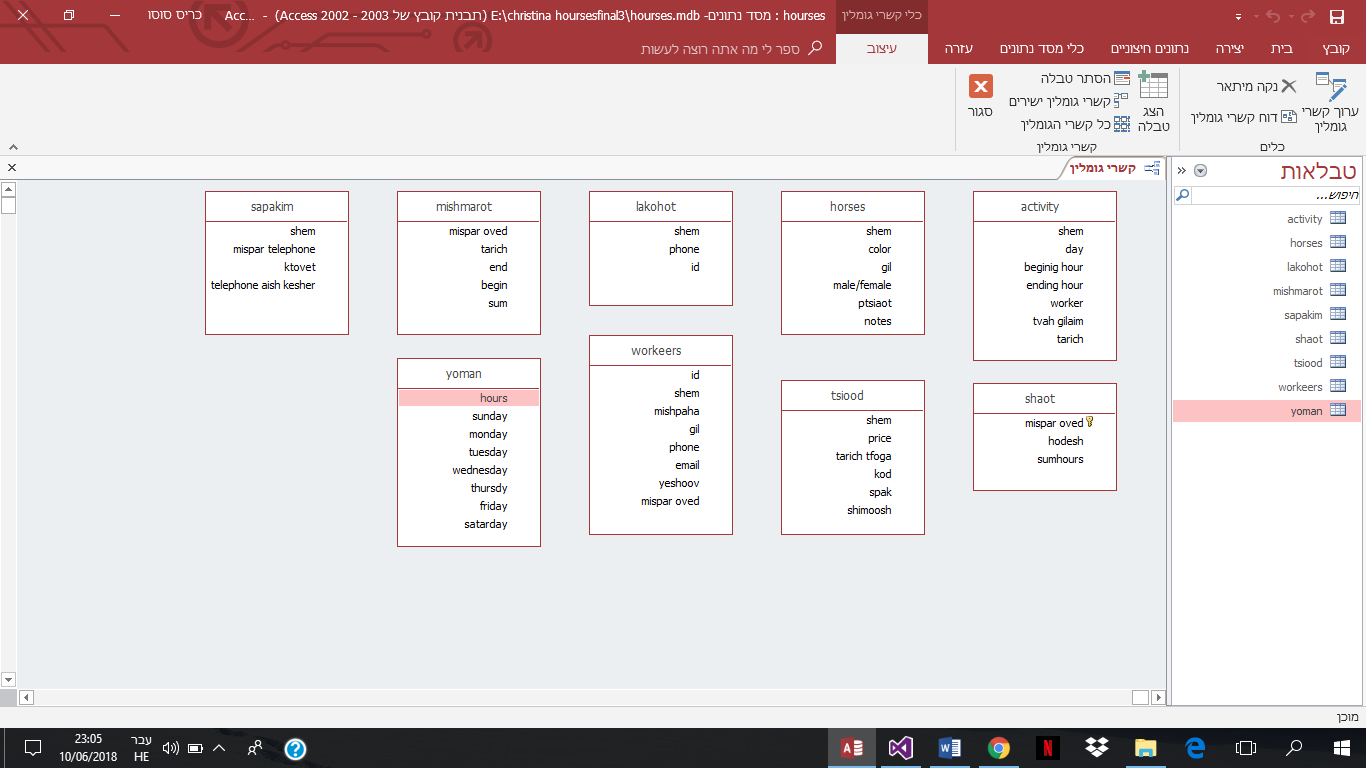 hourses : מסד נתונים- E:\christina hoursesfinal3\hourses.mdb (תבנית קובץ של Access 2002 - 2003) - Acc...
כריס סוסו
כלי קשרי גומלין
קובץ
בית
יצירה
נתונים חיצוניים
כלי מסד נתונים
עזרה
עיצוב
ספר לי מה אתה רוצה לעשות
ערוך קשרי גומלין
נקה מיתאר
דוח קשרי גומלין
כלים
הצג טבלה
הסתר טבלה
קשרי גומלין ישירים
כל קשרי הגומלין
קשרי גומלין
סגור
טבלאות
חיפוש...
activity
horses
lakohot
mishmarot
sapakim
shaot
tsiood
workeers
yoman
קשרי גומלין
activity
shem
day
beginig hour
ending hour
worker
tvah gilaim
tarich
horses
shem
color
gil
male/female
ptsiaot
notes
lakohot
shem
phone
id
mishmarot
mispar oved
tarich
end
begin
sum
sapakim
shem
mispar telephone
ktovet
telephone aish kesher
shaot
mispar oved
hodesh
sumhours
tsiood
shem
price
tarich tfoga
kod
spak
shimoosh
workeers
id
shem
mishpaha
gil
phone
email
yeshoov
mispar oved
yoman
hours
sunday
monday
tuesday
wednesday
thursdy
friday
satarday
מוכן
עבר
HE
23:05
10/06/2018